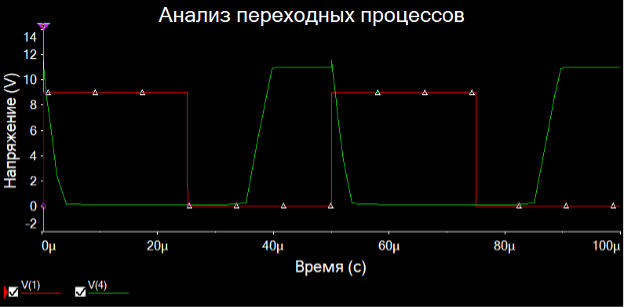 Анализ переходных процессов
Напряжение (V)
14
12
10
8
6
4
2
0
-2
0µ 20µ 40µ 60µ 80µ 100µ
Время (с)
V(1) V(4)